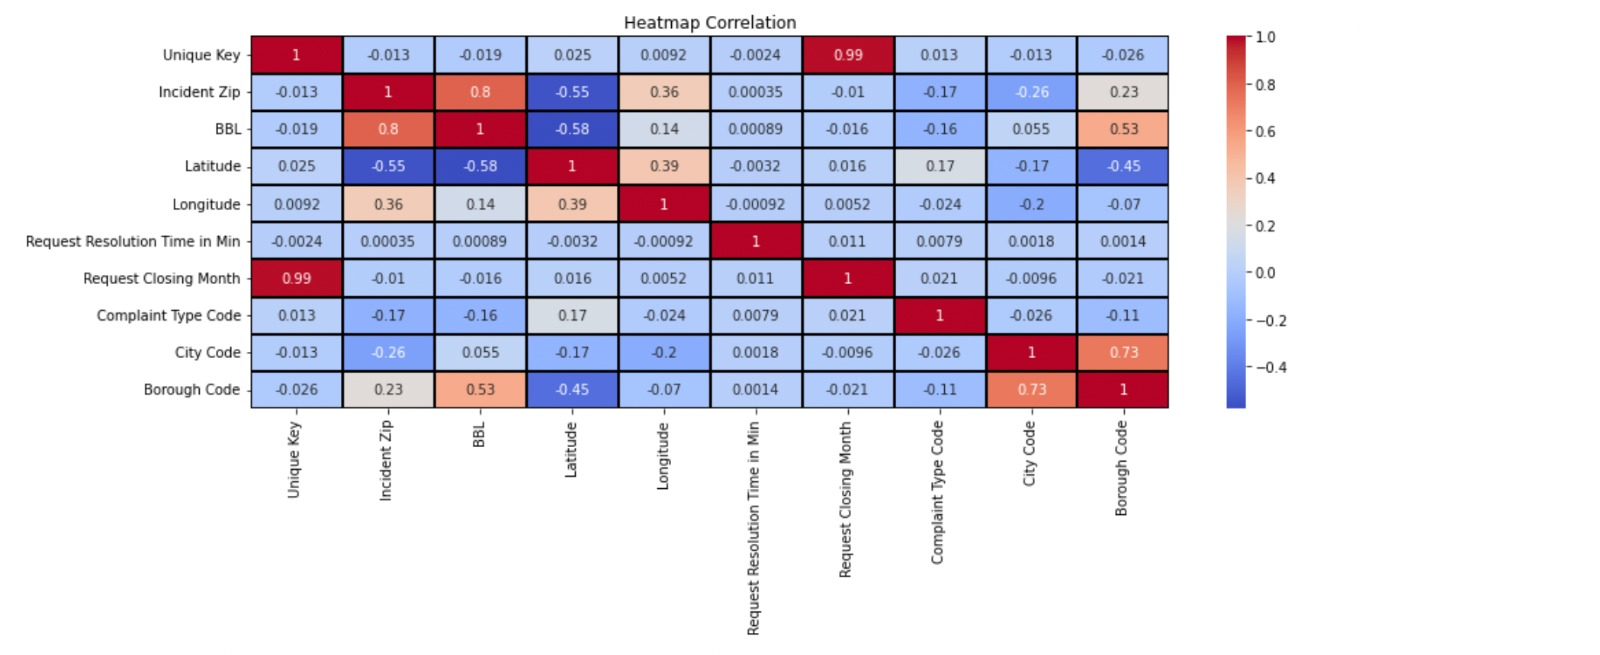 Heatmap Correlation
Unique Key 1 -0.013 -0.019 0.025 0.0092 -0.0024 0.99 0.013 -0.013 -0.026
Incident Zip -0.013 1 0.8 -0.55 0.36 0.00035 -0.01 -0.17 -0.26 0.23
BBL -0.019 0.8 1 -0.58 0.14 0.00089 -0.016 -0.16 0.055 0.53
Latitude 0.025 -0.55 -0.58 1 0.39 -0.0032 0.016 0.17 -0.17 -0.45
Longitude 0.0092 0.36 0.14 0.39 1 -0.00092 0.0052 -0.024 -0.2 -0.07
Request Resolution Time in Min -0.0024 0.00035 0.00089 -0.0032 -0.00092 1 0.011 0.0079 0.0018 0.0014
Request Closing Month 0.99 -0.01 -0.016 0.016 0.0052 0.011 1 0.021 -0.0096 -0.021
Complaint Type Code 0.013 -0.17 -0.16 0.17 -0.024 0.0079 0.021 1 -0.026 -0.11
City Code -0.013 -0.26 0.055 -0.17 -0.2 0.0018 -0.0096 -0.026 1 0.73
Borough Code -0.026 0.23 0.53 -0.45 -0.07 0.0014 -0.021 -0.11 0.73 1
Unique Key
Incident Zip
BBL
Latitude
Longitude
Request Resolution Time in Min
Request Closing Month
Complaint Type Code
City Code
Borough Code
1.0
0.8
0.6
0.4
0.2
0.0
−0.2
−0.4